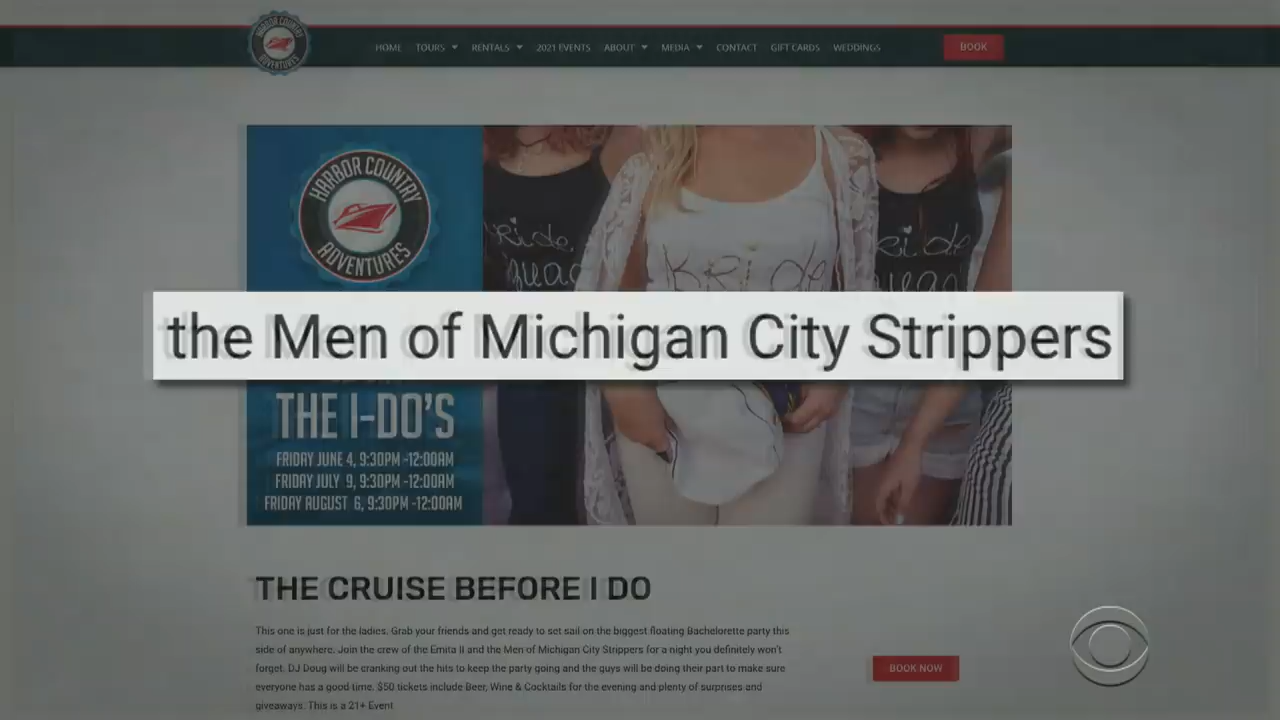 HARBOR COUNTRY
ADVENTURES
HOME TOURS RENTALS 2021 EVENTS ABOUT MEDIA CONTACT GIFT CARDS WEDDINGS
BOOK
HARBOR COUNTRY
ADVENTURES
Bride
the Men of Michigan City Strippers
THE I-DO'S
FRIDAY JUNE 4, 9:30PM -12:00AM
FRIDAY JULY 9, 9:30PM -12:00AM
FRIDAY AUGUST 6, 9:30PM -12:00AM
THE CRUISE BEFORE I DO
This one is just for the ladies. Grab your friends and get ready to set sail on the biggest floating Bachelorette party this
side of anywhere. Join the crew of the Emita II and the Men of Michigan City Strippers for a night you definitely won't
forget. DJ Doug will be cranking out the hits to keep the party going and the guys will be doing their part to make sure
everyone has a good time. $50 tickets include Beer, Wine & Cocktails for the evening and plenty of surprises and
giveaways. This is a 21+ Event
BOOK NOW